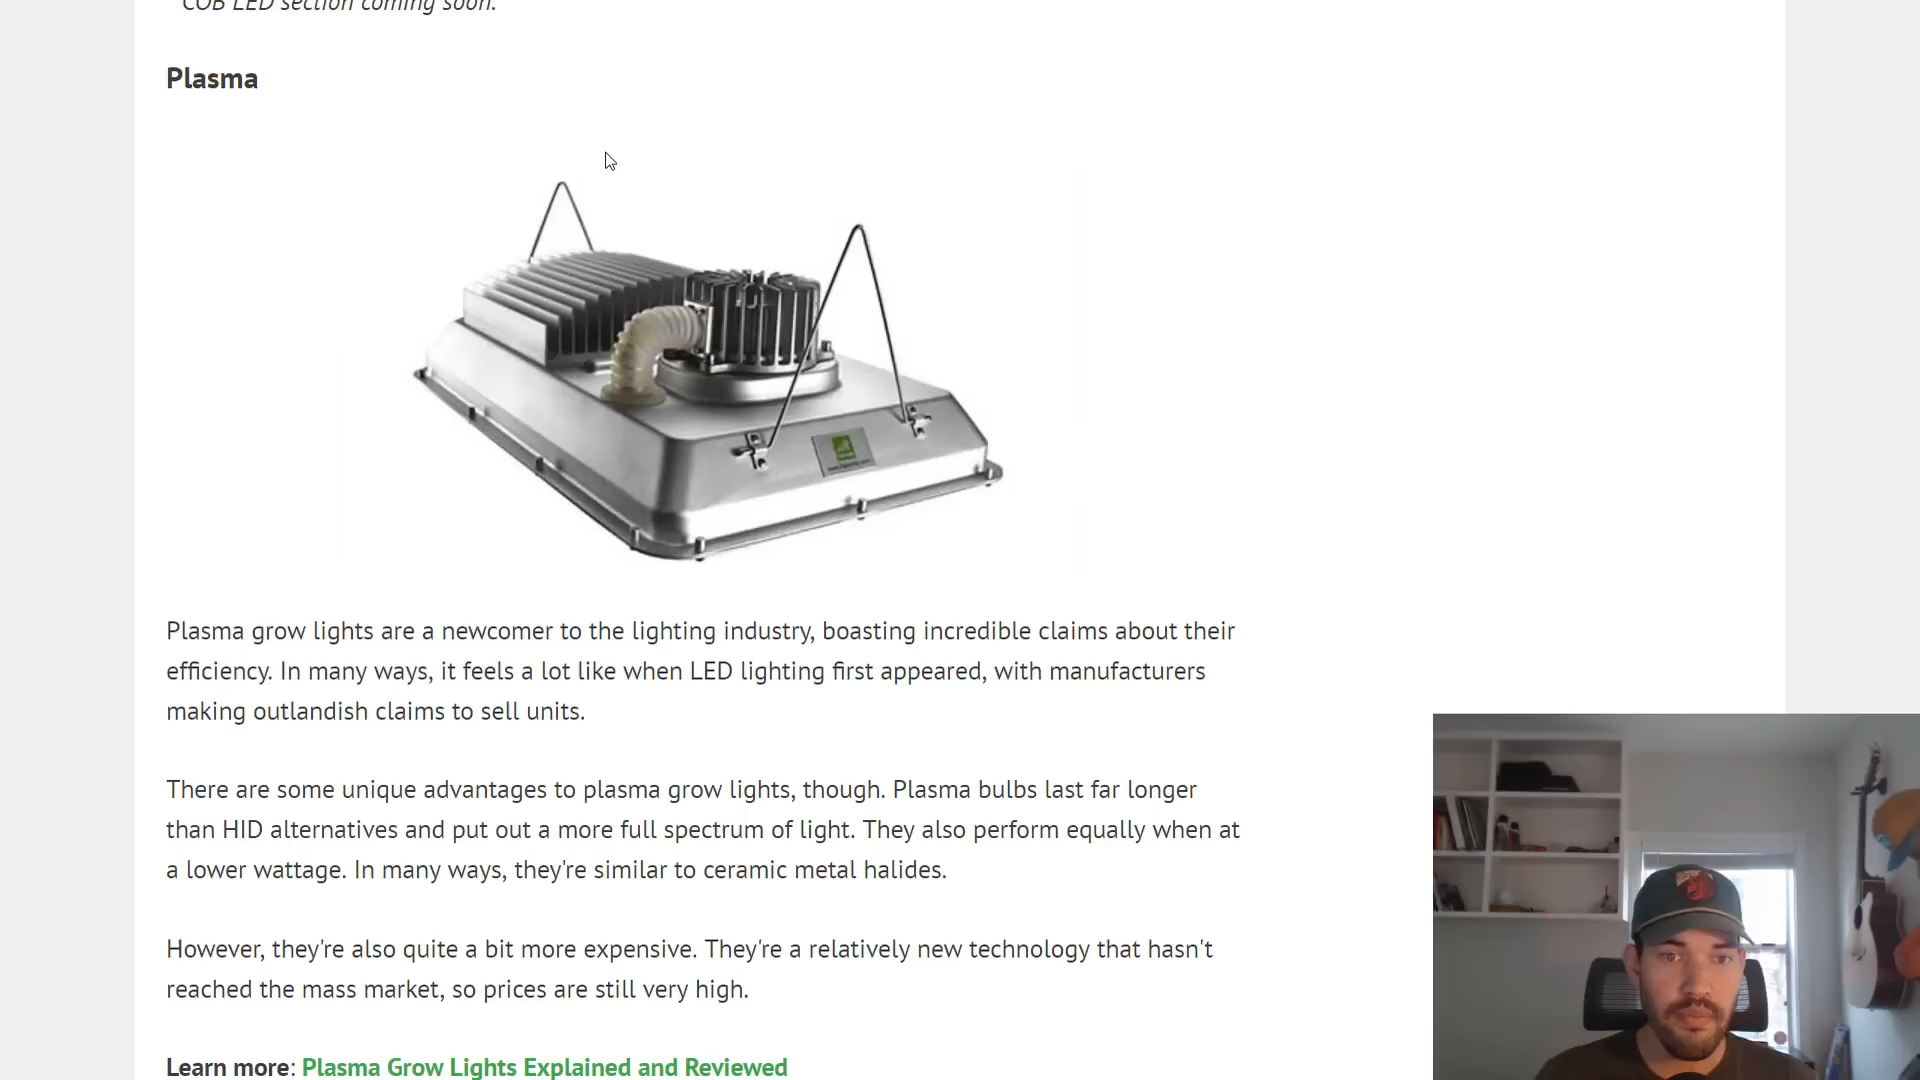 COB LED section coming soon.
Plasma
Plasma grow lights are a newcomer to the lighting industry, boasting incredible claims about their
efficiency. In many ways, it feels a lot like when LED lighting first appeared, with manufacturers
making outlandish claims to sell units.
There are some unique advantages to plasma grow lights, though. Plasma bulbs last far longer
than HID alternatives and put out a more full spectrum of light. They also perform equally when at
a lower wattage. In many ways, they're similar to ceramic metal halides.
However, they're also quite a bit more expensive. They're a relatively new technology that hasn't
reached the mass market, so prices are still very high.
Learn more: Plasma Grow Lights Explained and Reviewed